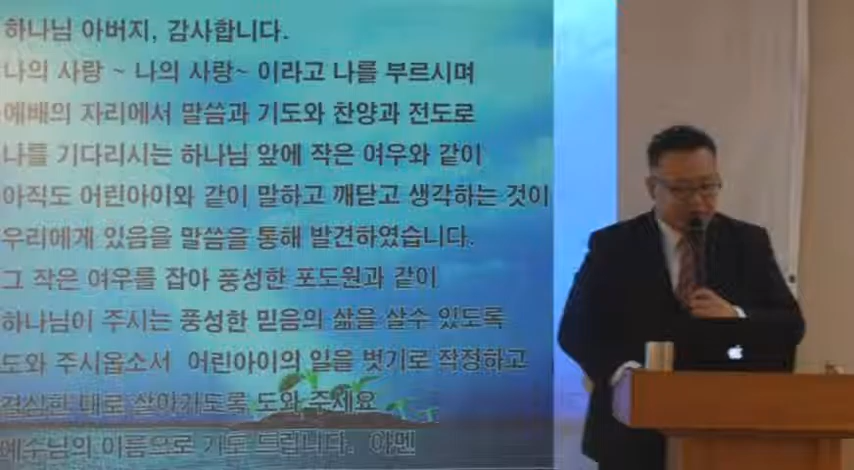 하나님 아버지, 감사합니다.
나의 사랑 ~ 나의 사랑~ 이라고 나를 부르시며
예배의 자리에서 말씀과 기도와 찬양과 전도로
나를 기다리시는 하나님 앞에 작은 여우와 같이
아직도 어린아이와 같이 말하고 깨닫고 생각하는 것이
우리에게 있음을 말씀을 통해 발견하였습니다.
그 작은 여우를 잡아 풍성한 포도원과 같이
하나님이 주시는 풍성한 믿음의 삶을 살수 있도록
도와 주시옵소서 어린아이의 일을 벗기로 작정하고
결심한 대로 살아가도록 도와 주세요
예수님의 이름으로 기도 드립니다. 아멘